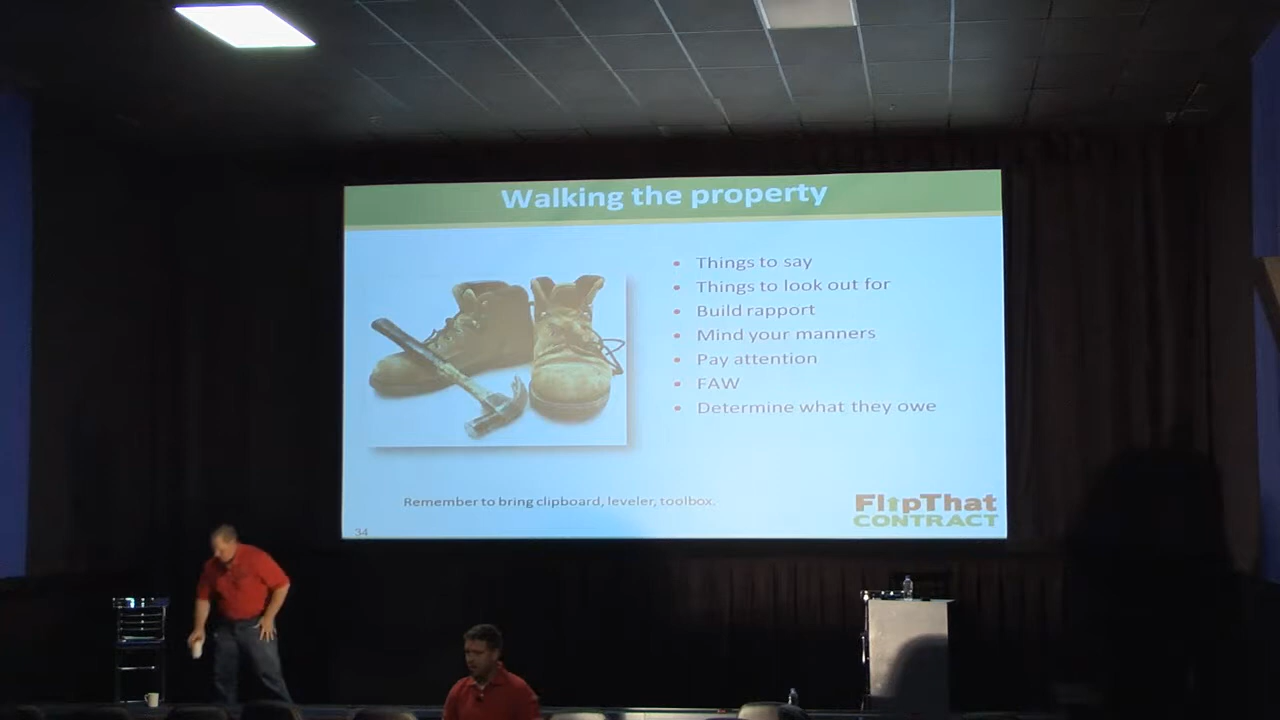 Walking the property
Things to say
Things to look out for
Build rapport
Mind your manners
Pay attention
FAW
Determine what they owe
Remember to bring clipboard, leveler, toolbox.
FlipThat
CONTRACT
34